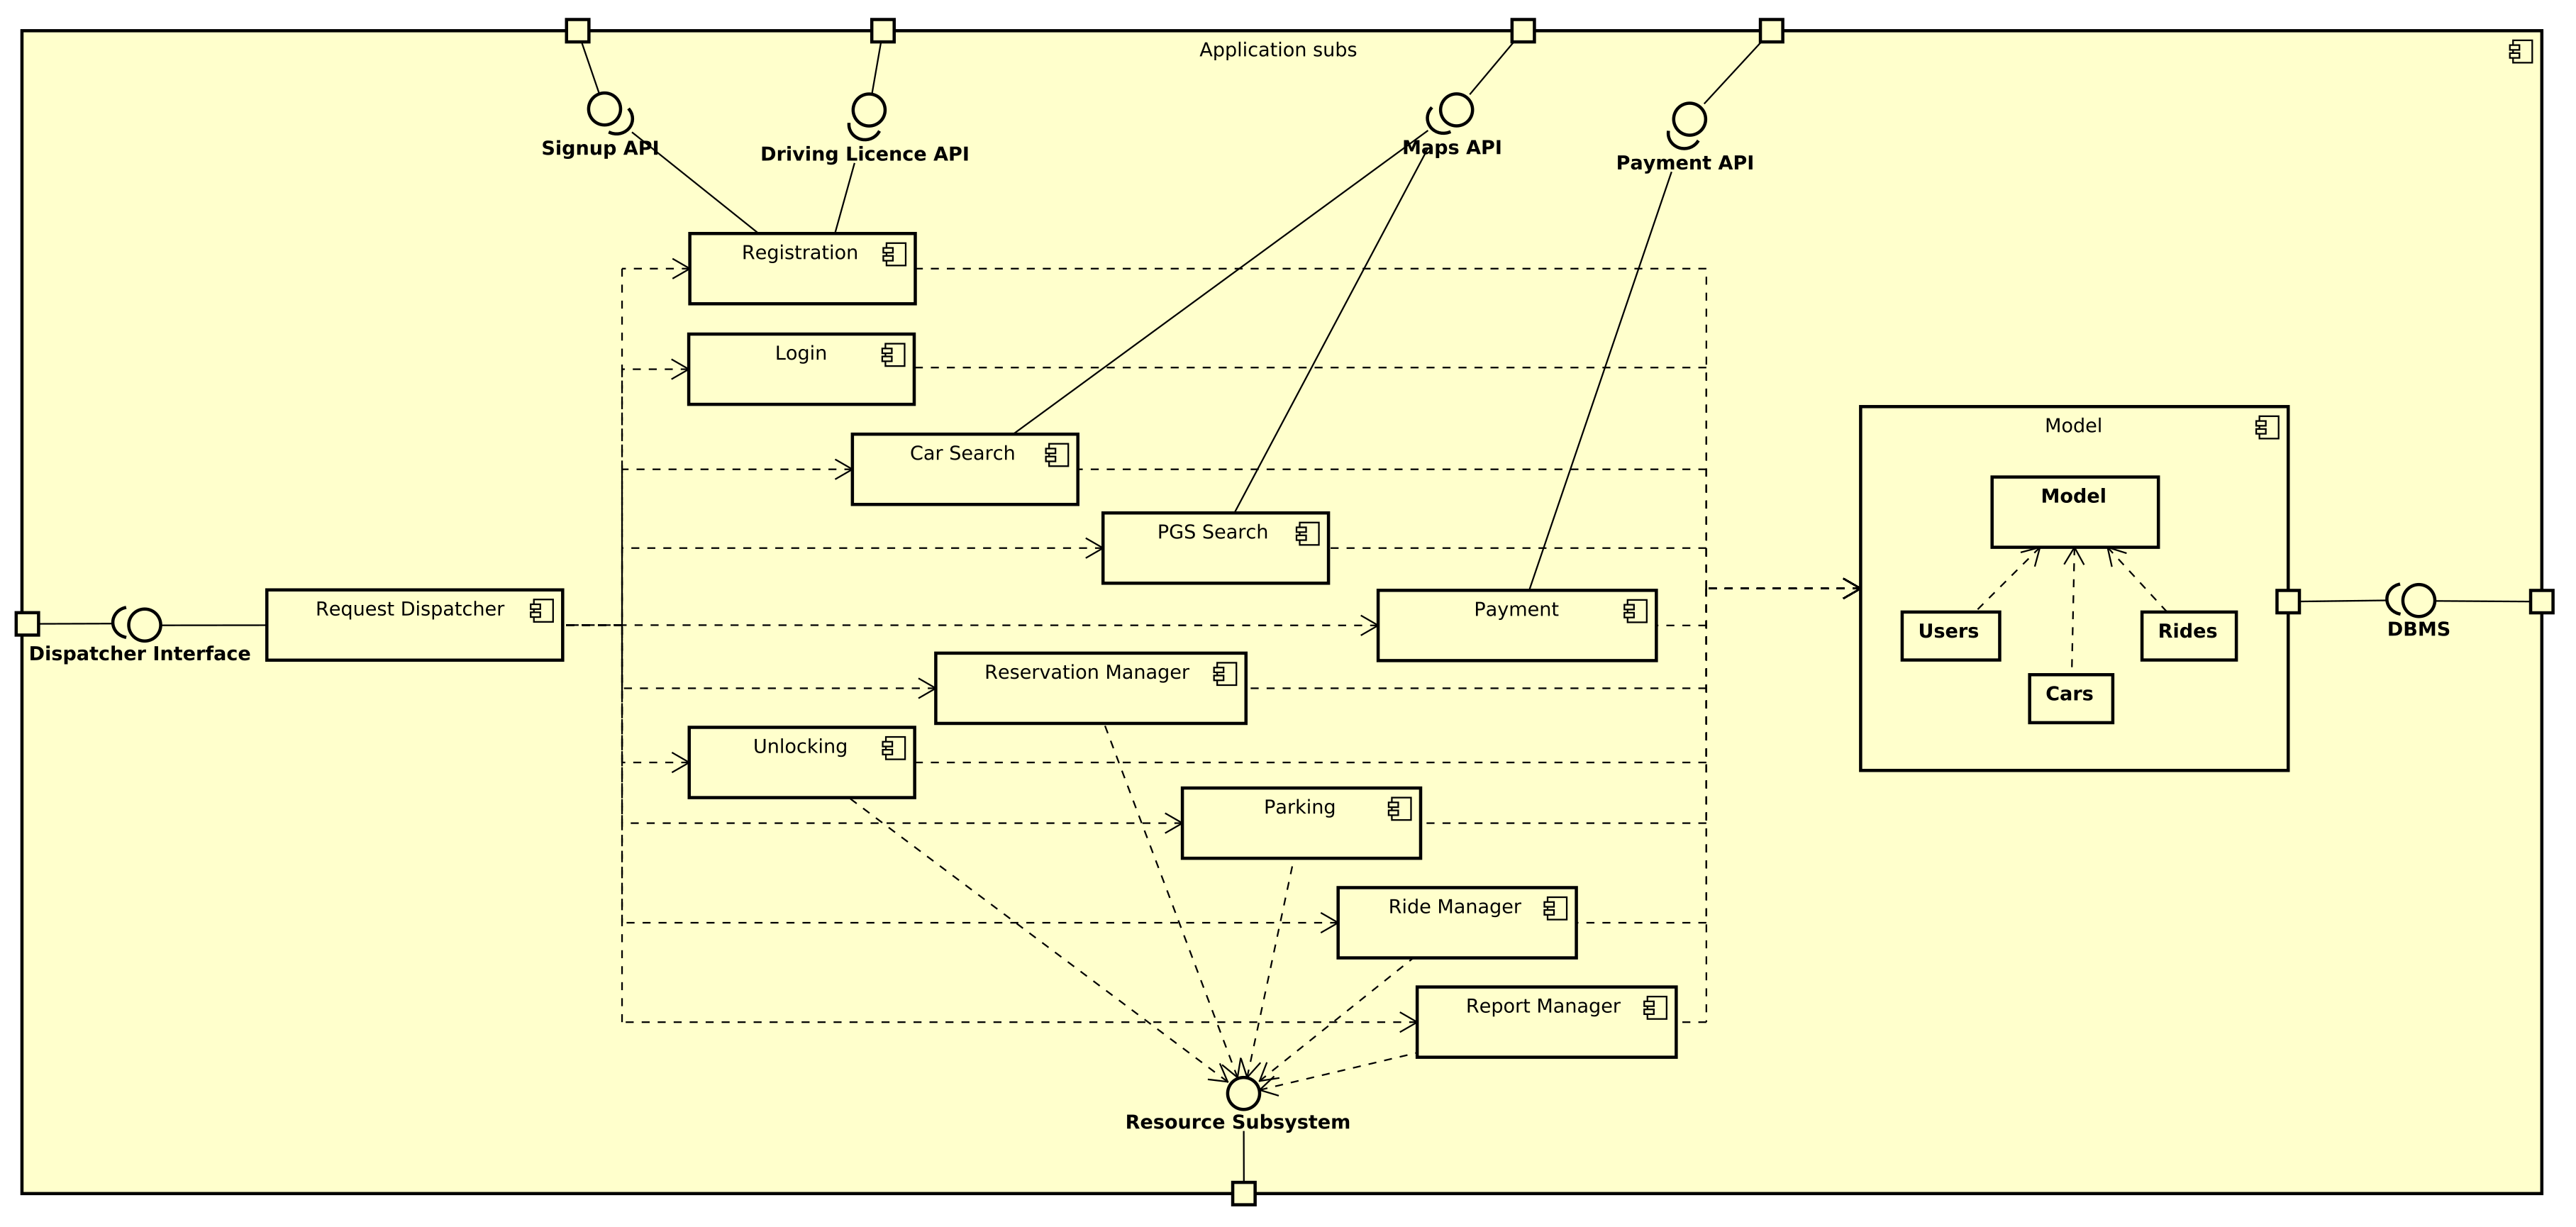 Application subs
Signup API
Driving Licence API
Maps API
Payment API
Registration
Login
Car Search
PGS Search
Request Dispatcher
Dispatcher Interface
Payment
Reservation Manager
Unlocking
Parking
Ride Manager
Report Manager
Resource Subsystem
Model
Model
Users
Rides
Cars
DBMS